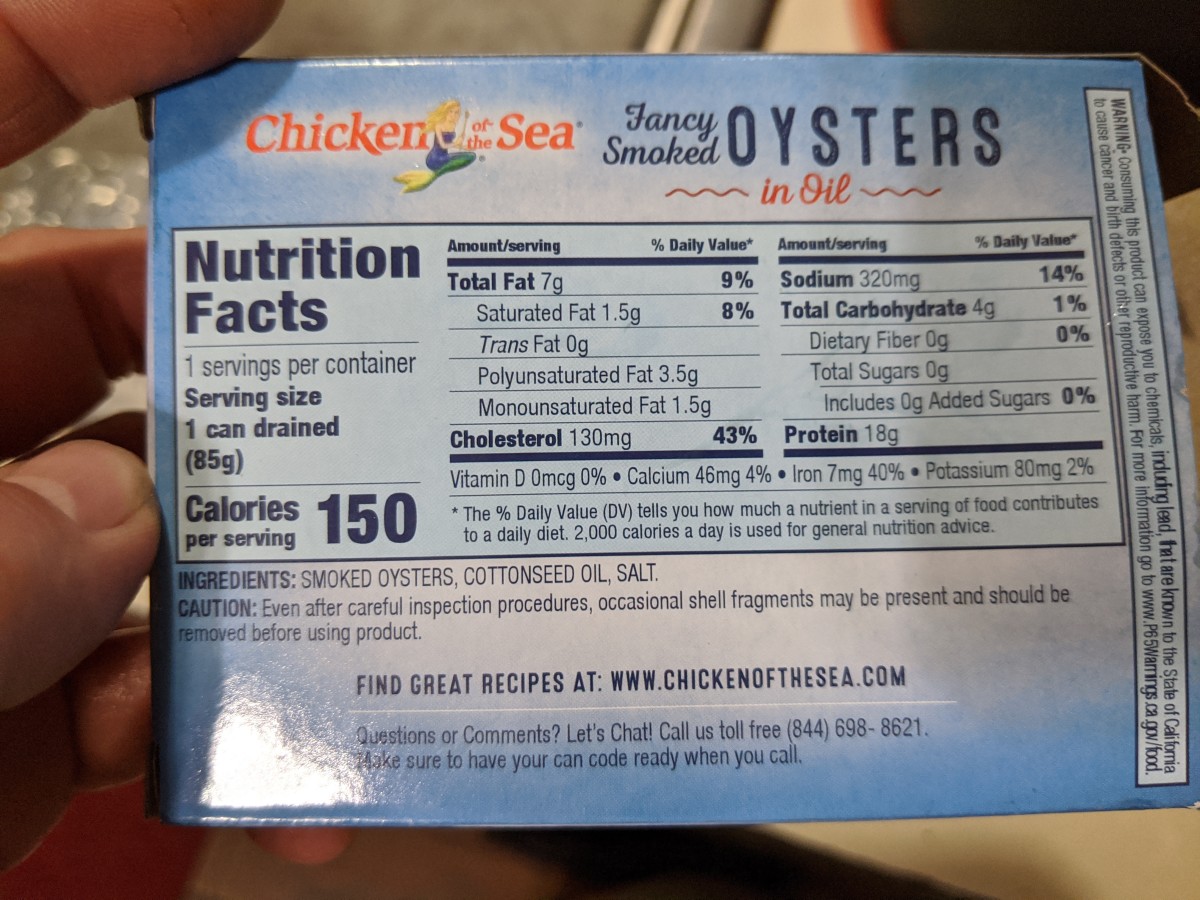 Chicken of the Sea®
Fancy Smoked OYSTERS
in Oil
Nutrition
Facts
1 servings per container
Serving size
1 can drained
(85g)
Calories 150
per serving
Amount/serving % Daily Value*
Total Fat 7g 9%
Saturated Fat 1.5g 8%
Trans Fat 0g
Polyunsaturated Fat 3.5g
Monounsaturated Fat 1.5g
Cholesterol 130mg 43%
Amount/serving % Daily Value*
Sodium 320mg 14%
Total Carbohydrate 4g 1%
Dietary Fiber 0g 0%
Total Sugars 0g
Includes 0g Added Sugars 0%
Protein 18g
Vitamin D 0mcg 0% • Calcium 46mg 4% • Iron 7mg 40% • Potassium 80mg 2%
* The % Daily Value (DV) tells you how much a nutrient in a serving of food contributes
to a daily diet. 2,000 calories a day is used for general nutrition advice.
INGREDIENTS: SMOKED OYSTERS, COTTONSEED OIL, SALT.
CAUTION: Even after careful inspection procedures, occasional shell fragments may be present and should be
removed before using product.
FIND GREAT RECIPES AT: WWW.CHICKENOFTHESEA.COM
Questions or Comments? Let's Chat! Call us toll free (844) 698- 8621.
Make sure to have your can code ready when you call.
WARNING: Consuming this product can expose you to chemicals, including lead, that are known to the State of California
to cause cancer and birth defects or other reproductive harm. For more information go to www.P65Warnings.ca.gov/food.